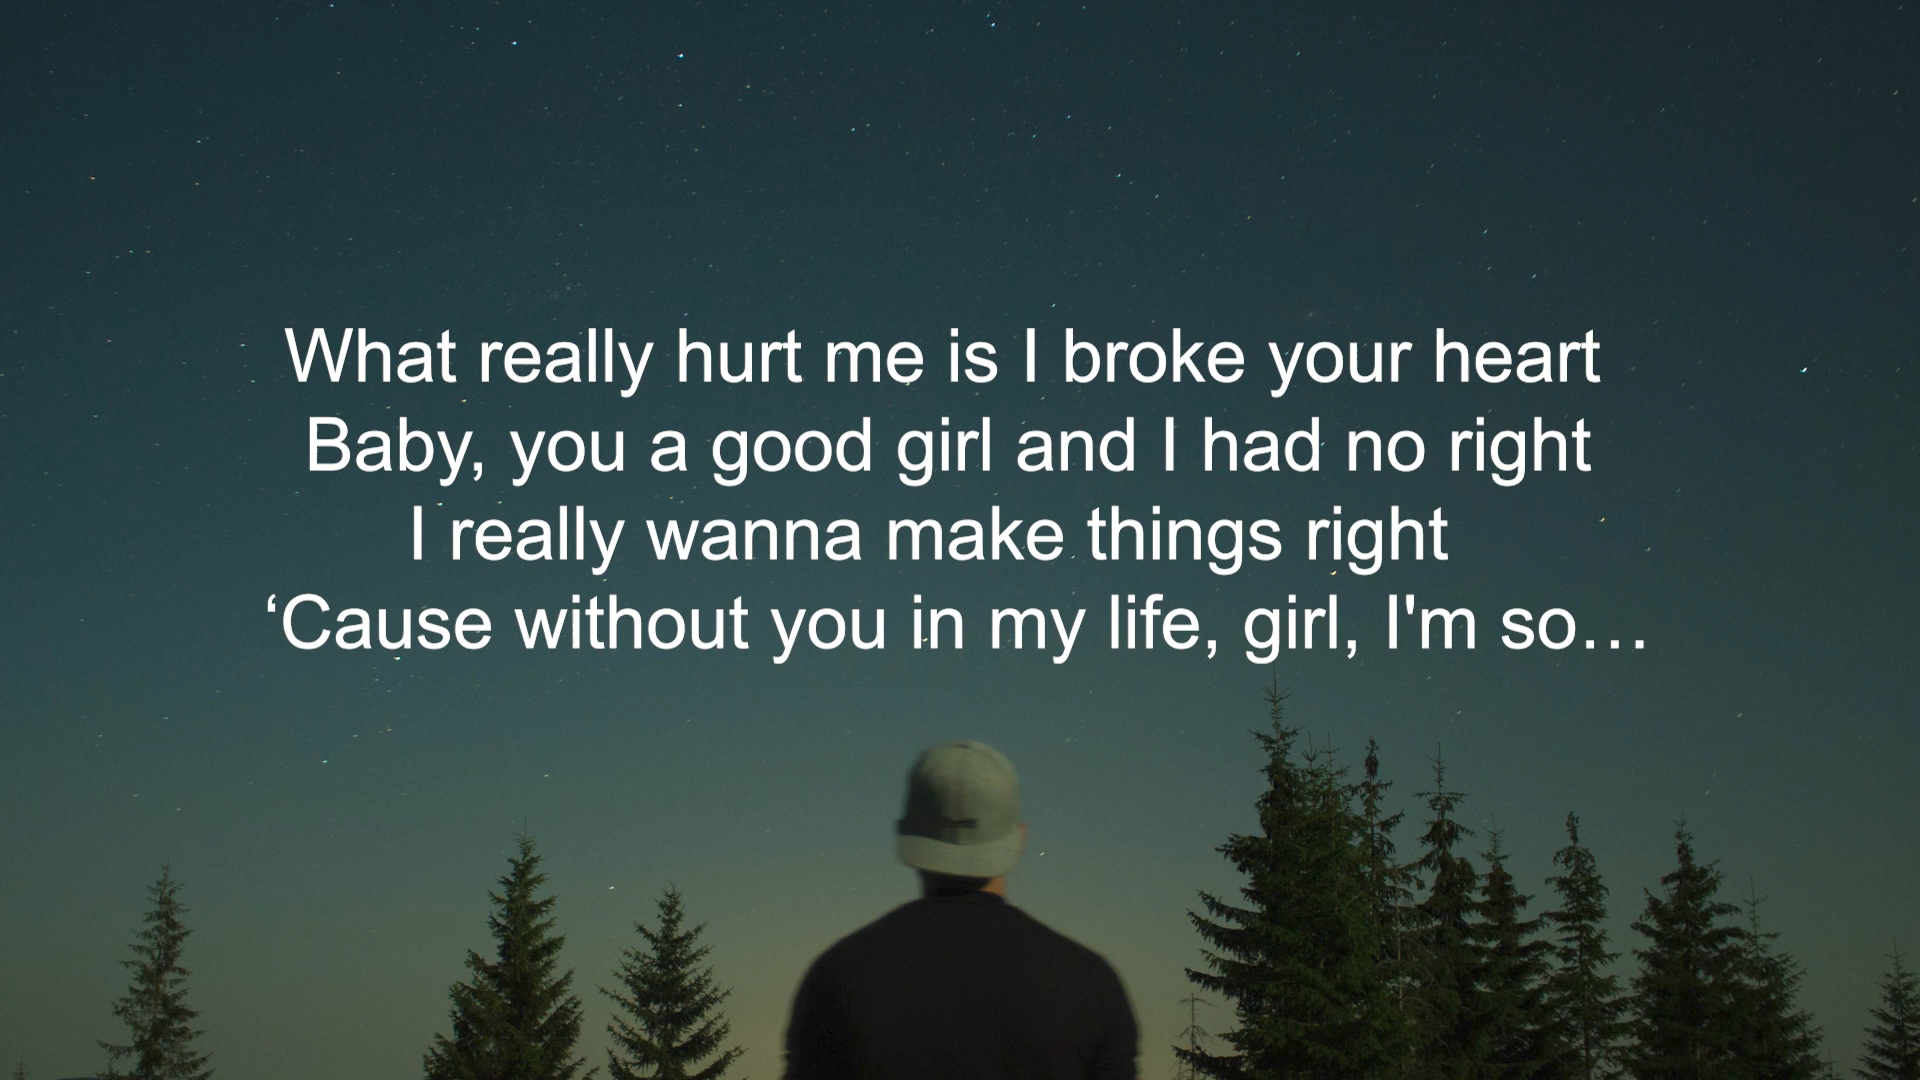 What really hurt me is I broke your heart
Baby, you a good girl and I had no right
I really wanna make things right
‘Cause without you in my life, girl, I'm so…